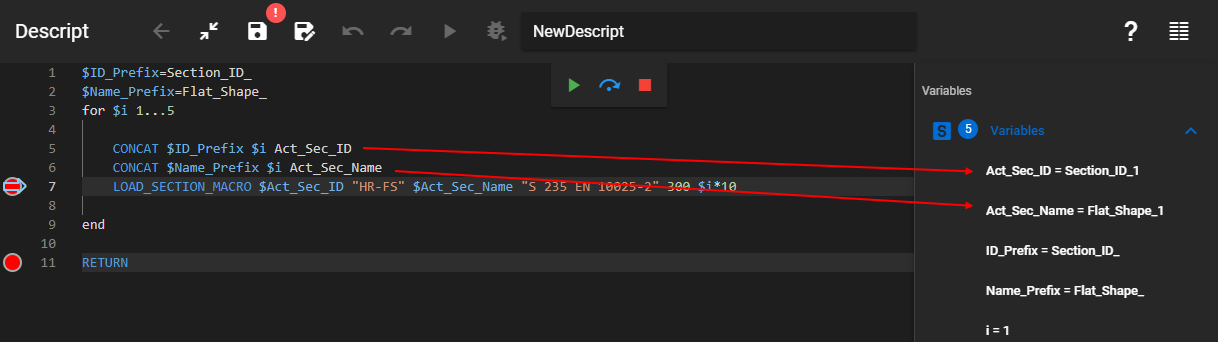 Descript
!
NewDescript
?
1 $ID_Prefix=Section_ID_
2 $Name_Prefix=Flat_Shape_
3 for $i 1...5
4
5 CONCAT $ID_Prefix $i Act_Sec_ID
6 CONCAT $Name_Prefix $i Act_Sec_Name
7 LOAD_SECTION_MACRO $Act_Sec_ID "HR-FS" $Act_Sec_Name "S 235 EN 10025-2" 300 $i*10
8
9 end
10
11 RETURN
Variables
S 5 Variables
Act_Sec_ID = Section_ID_1
Act_Sec_Name = Flat_Shape_1
ID_Prefix = Section_ID_
Name_Prefix = Flat_Shape_
i = 1